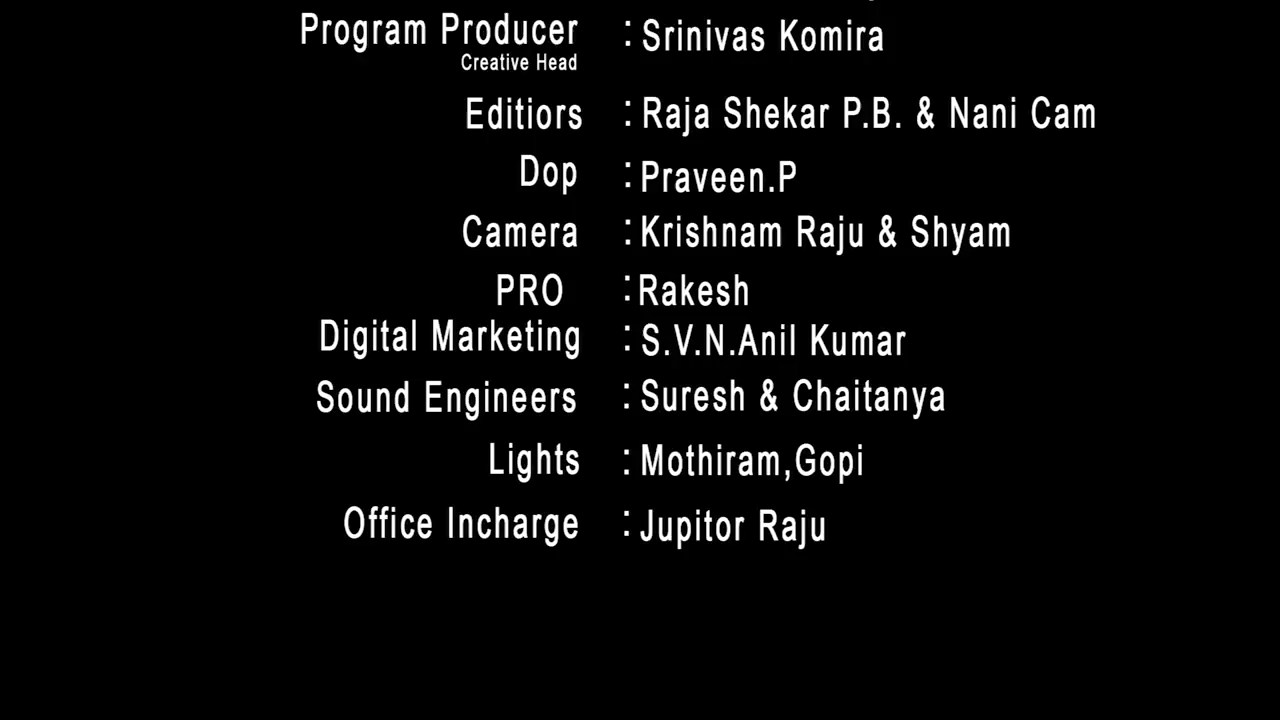 Program Producer : Srinivas Komira
Creative Head
Editiors : Raja Shekar P.B. & Nani Cam
Dop : Praveen.P
Camera : Krishnam Raju & Shyam
PRO : Rakesh
Digital Marketing : S.V.N.Anil Kumar
Sound Engineers : Suresh & Chaitanya
Lights : Mothiram,Gopi
Office Incharge : Jupitor Raju